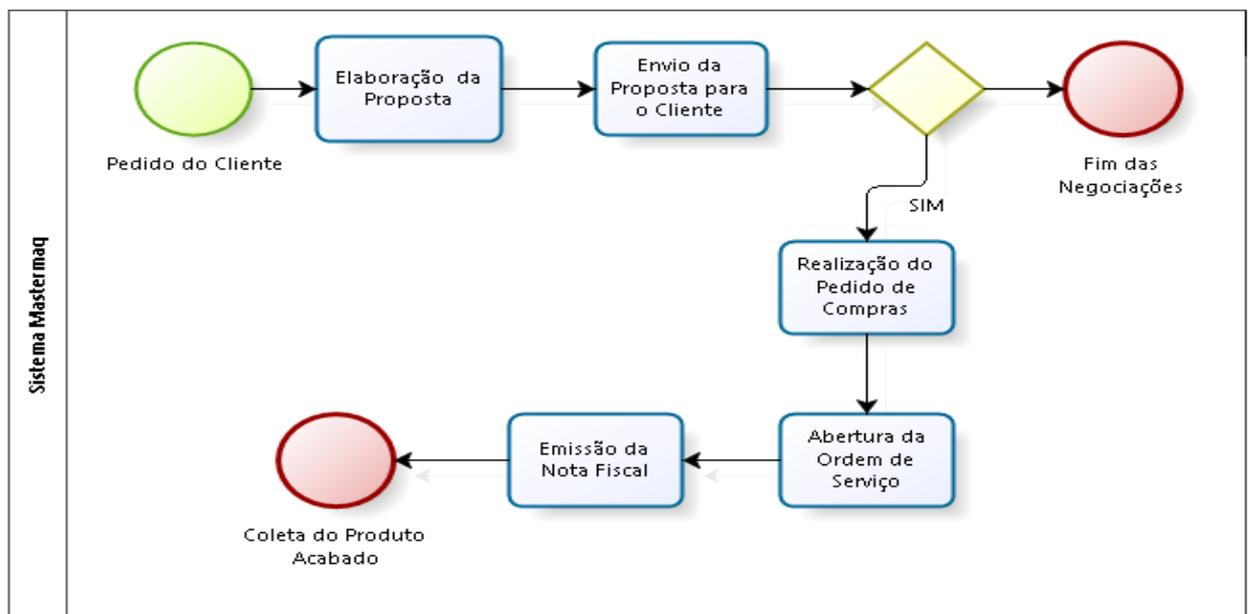 Sistema Mastermaq
Elaboração da
Proposta
Envio da
Proposta para
o Cliente
Pedido do Cliente
Fim das
Negociações
SIM
Realização do
Pedido de
Compras
Abertura da
Ordem de
Serviço
Emissão da
Nota Fiscal
Coleta do Produto
Acabado